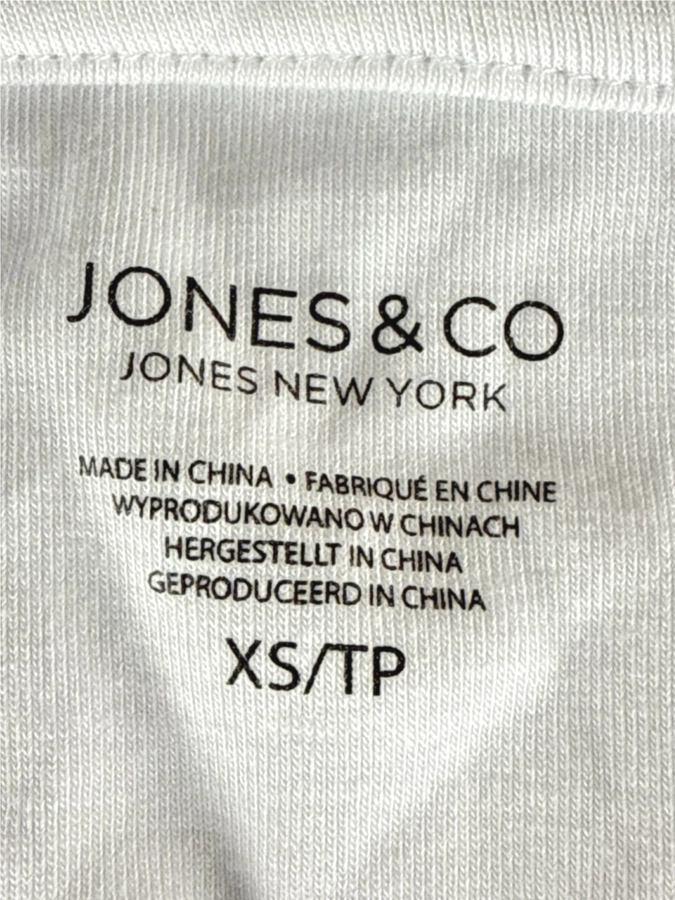 JONES & CO
JONES NEW YORK
MADE IN CHINA • FABRIQUÉ EN CHINE
WYPRODUKOWANO W CHINACH
HERGESTELLT IN CHINA
GEPRODUCEERD IN CHINA
XS/TP